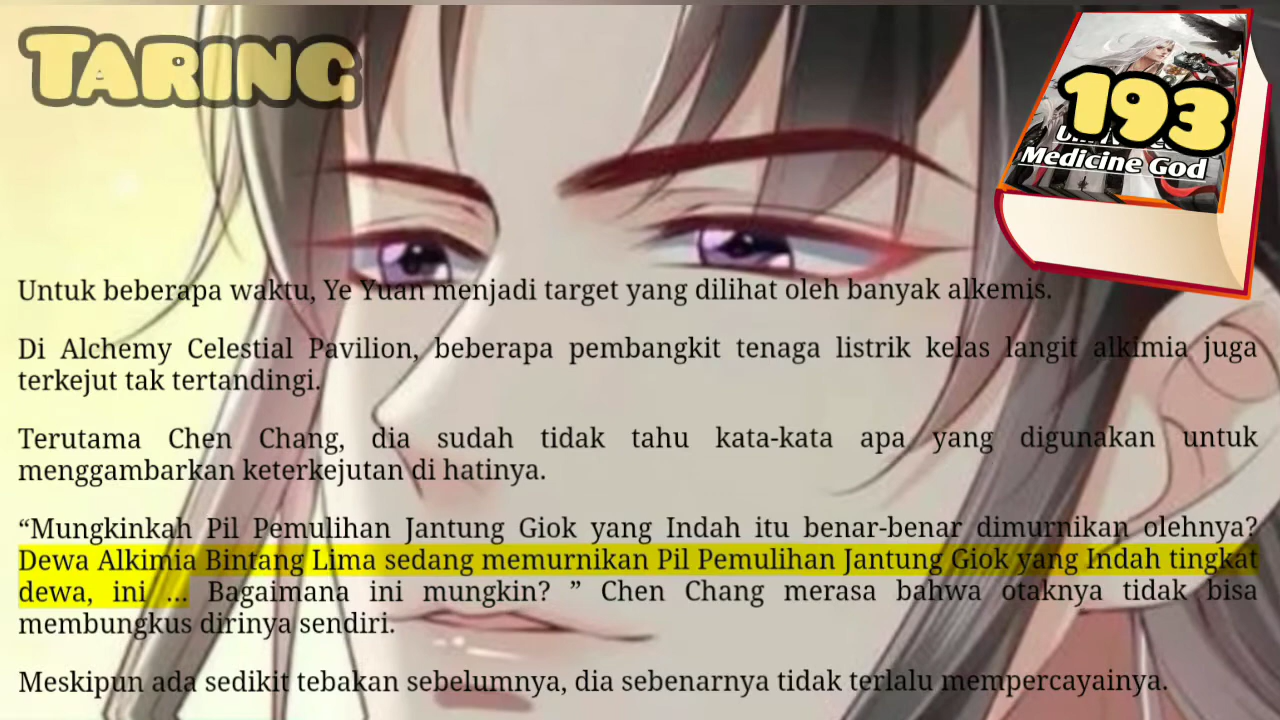 TARING
193
Medicine God
Untuk beberapa waktu, Ye Yuan menjadi target yang dilihat oleh banyak alkemis.
Di Alchemy Celestial Pavilion, beberapa pembangkit tenaga listrik kelas langit alkimia juga
terkejut tak tertandingi.
Terutama Chen Chang, dia sudah tidak tahu kata-kata apa yang digunakan untuk
menggambarkan keterkejutan di hatinya.
“Mungkinkah Pil Pemulihan Jantung Giok yang Indah itu benar-benar dimurnikan olehnya?
Dewa Alkimia Bintang Lima sedang memurnikan Pil Pemulihan Jantung Giok yang Indah tingkat
dewa, ini ... Bagaimana ini mungkin? ” Chen Chang merasa bahwa otaknya tidak bisa
membungkus dirinya sendiri.
Meskipun ada sedikit tebakan sebelumnya, dia sebenarnya tidak terlalu mempercayainya.